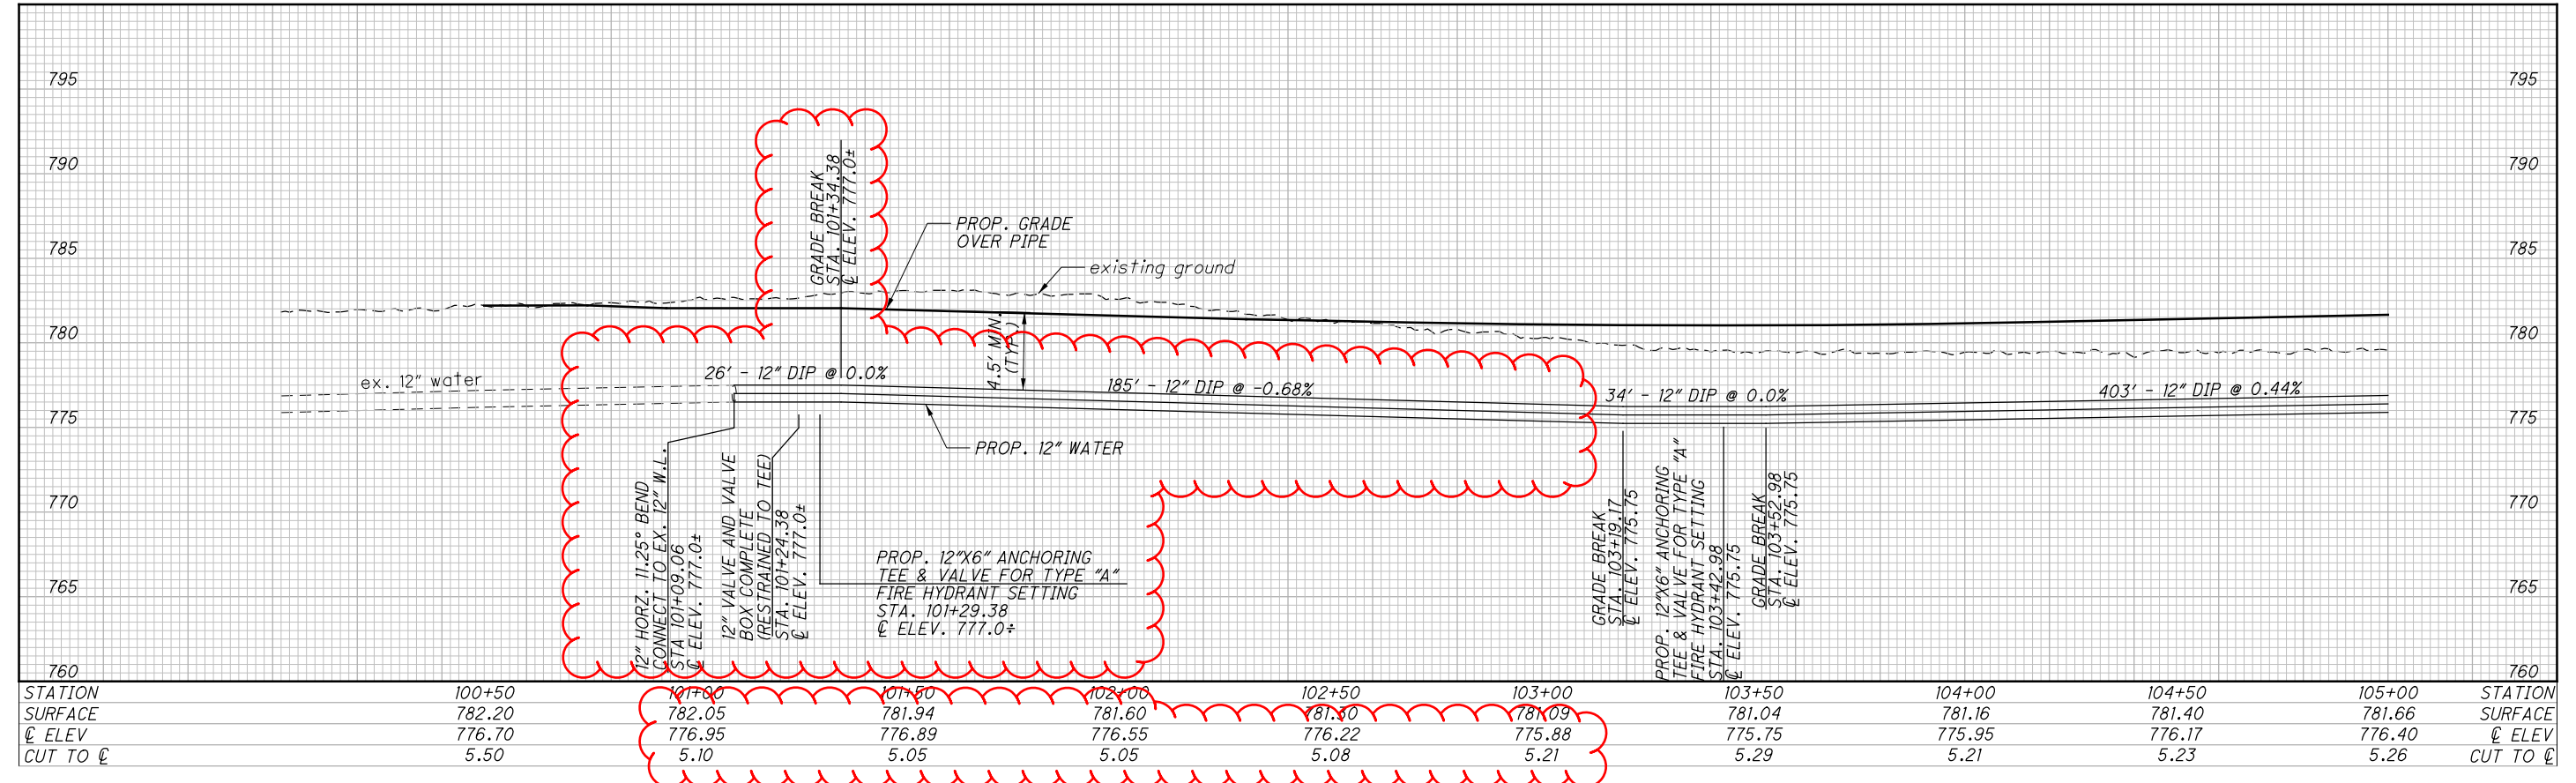 795 795
790 790
785 785
780 780
775 775
770 770
765 765
760 760
GRADE BREAK
STA. 101+34.38
℄ ELEV. 777.0±
PROP. GRADE
OVER PIPE
existing ground
4.5' MIN.
(TYP.)
ex. 12" water
26' - 12" DIP @ 0.0%
185' - 12" DIP @ -0.68%
34' - 12" DIP @ 0.0%
403' - 12" DIP @ 0.44%
PROP. 12" WATER
12" HORZ. 11.25° BEND
CONNECT TO EX. 12" W.L.
STA 101+09.06
℄ ELEV. 777.0±
12" VALVE AND VALVE
BOX COMPLETE
(RESTRAINED TO TEE)
STA. 101+24.38
℄ ELEV. 777.0±
PROP. 12"X6" ANCHORING
TEE & VALVE FOR TYPE "A"
FIRE HYDRANT SETTING
STA. 101+29.38
℄ ELEV. 777.0±
GRADE BREAK
STA. 103+19.17
℄ ELEV. 775.75
PROP. 12"X6" ANCHORING
TEE & VALVE FOR TYPE "A"
FIRE HYDRANT SETTING
STA. 103+42.98
℄ ELEV. 775.75
GRADE BREAK
STA. 103+52.98
℄ ELEV. 775.75
STATION 100+50 101+00 101+50 102+00 102+50 103+00 103+50 104+00 104+50 105+00 STATION
SURFACE 782.20 782.05 781.94 781.60 781.30 781.09 781.04 781.16 781.40 781.66 SURFACE
℄ ELEV 776.70 776.95 776.89 776.55 776.22 775.88 775.75 775.95 776.17 776.40 ℄ ELEV
CUT TO ℄ 5.50 5.10 5.05 5.05 5.08 5.21 5.29 5.21 5.23 5.26 CUT TO ℄